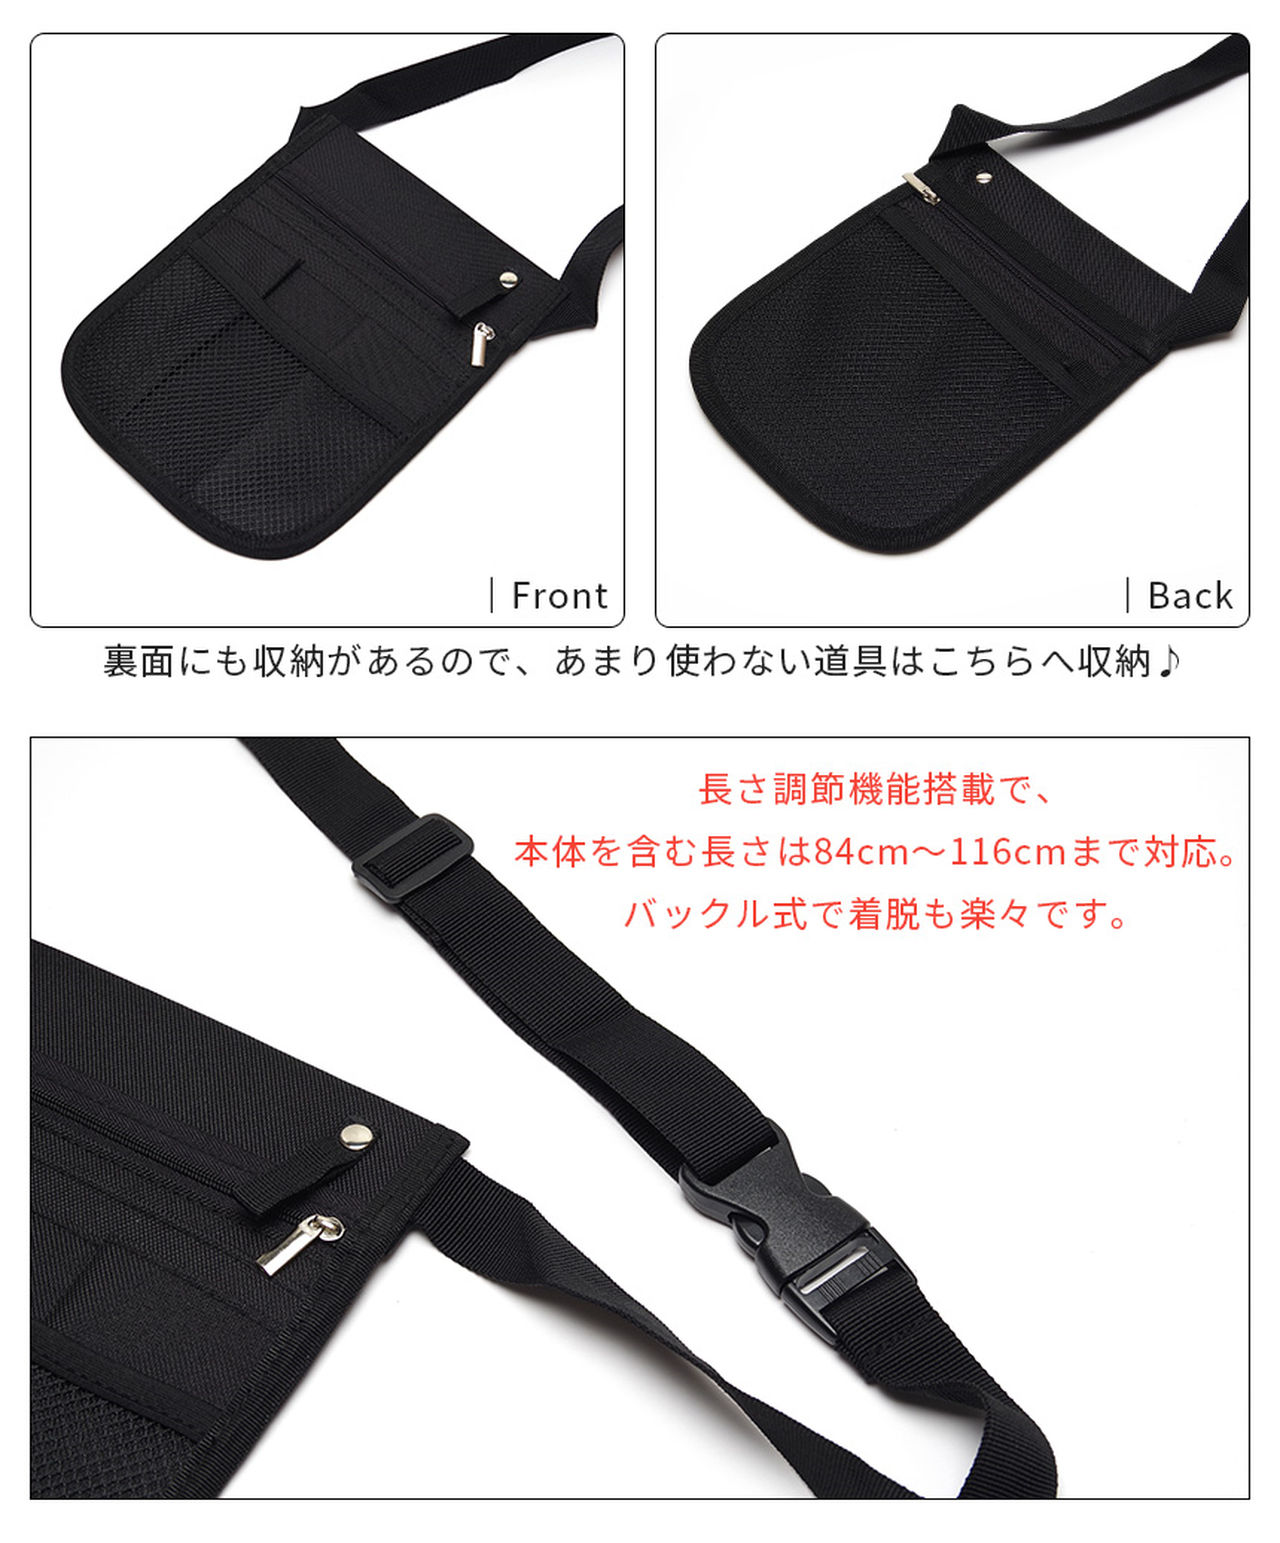 ｜Front
｜Back
裏面にも収納があるので、あまり使わない道具はこちらへ収納♪
長さ調節機能搭載で、
本体を含む長さは84cm〜116cmまで対応。
バックル式で着脱も楽々です。